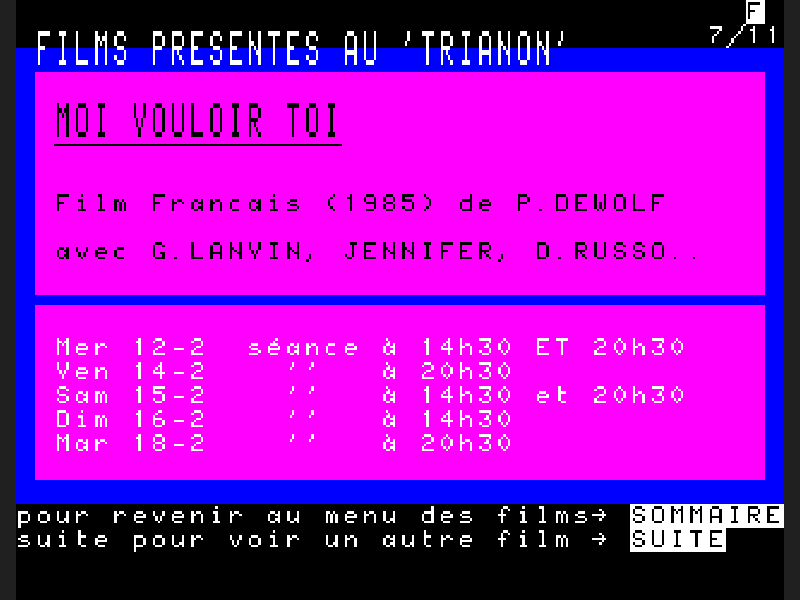 F
7/11
FILMS PRESENTES AU 'TRIANON'
MOI VOULOIR TOI
Film Francais (1985) de P.DEWOLF
avec G.LANVIN, JENNIFER, D.RUSSO..
Mer 12-2 séance à 14h30 ET 20h30
Ven 14-2 '' à 20h30
Sam 15-2 '' à 14h30 et 20h30
Dim 16-2 '' à 14h30
Mar 18-2 '' à 20h30
pour revenir au menu des films→ SOMMAIRE
suite pour voir un autre film → SUITE